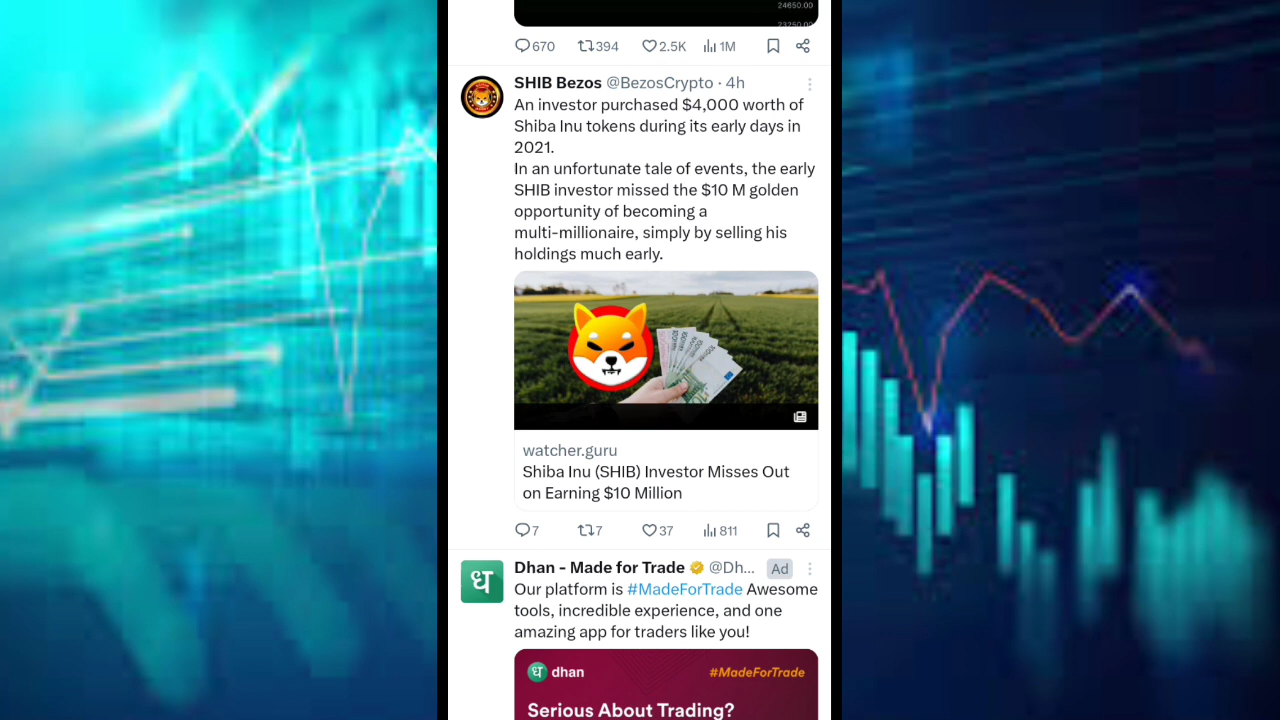 24650.00
23250.00
670 394 2.5K 1M
SHIB Bezos @BezosCrypto · 4h
An investor purchased $4,000 worth of
Shiba Inu tokens during its early days in
2021.
In an unfortunate tale of events, the early
SHIB investor missed the $10 M golden
opportunity of becoming a
multi-millionaire, simply by selling his
holdings much early.
watcher.guru
Shiba Inu (SHIB) Investor Misses Out
on Earning $10 Million
7 7 37 811
ध
Dhan - Made for Trade @Dh... Ad
Our platform is #MadeForTrade Awesome
tools, incredible experience, and one
amazing app for traders like you!
ध dhan #MadeForTrade
Serious About Trading?